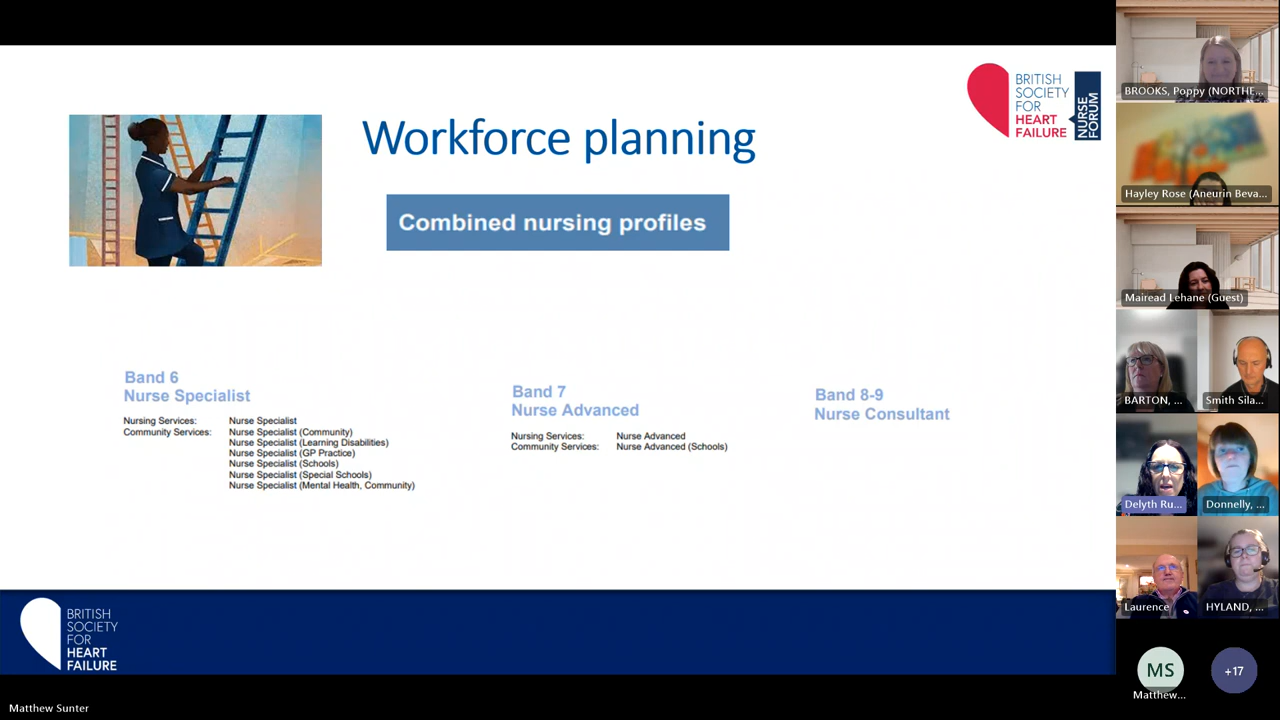 Workforce planning
Combined nursing profiles
BRITISH
SOCIETY
FOR
HEART
FAILURE
NURSE
FORUM
Band 6
Nurse Specialist
Nursing Services: Nurse Specialist
Community Services: Nurse Specialist (Community)
Nurse Specialist (Learning Disabilities)
Nurse Specialist (GP Practice)
Nurse Specialist (Schools)
Nurse Specialist (Special Schools)
Nurse Specialist (Mental Health, Community)
Band 7
Nurse Advanced
Nursing Services: Nurse Advanced
Community Services: Nurse Advanced (Schools)
Band 8-9
Nurse Consultant
BRITISH
SOCIETY
FOR
HEART
FAILURE
Matthew Sunter
BROOKS, Poppy (NORTHE...
Hayley Rose (Aneurin Beva...
Mairead Lehane (Guest)
BARTON, ...
Smith Sila...
Delyth Ru...
Donnelly, ...
Laurence
HYLAND, ...
MS
Matthew...
+17